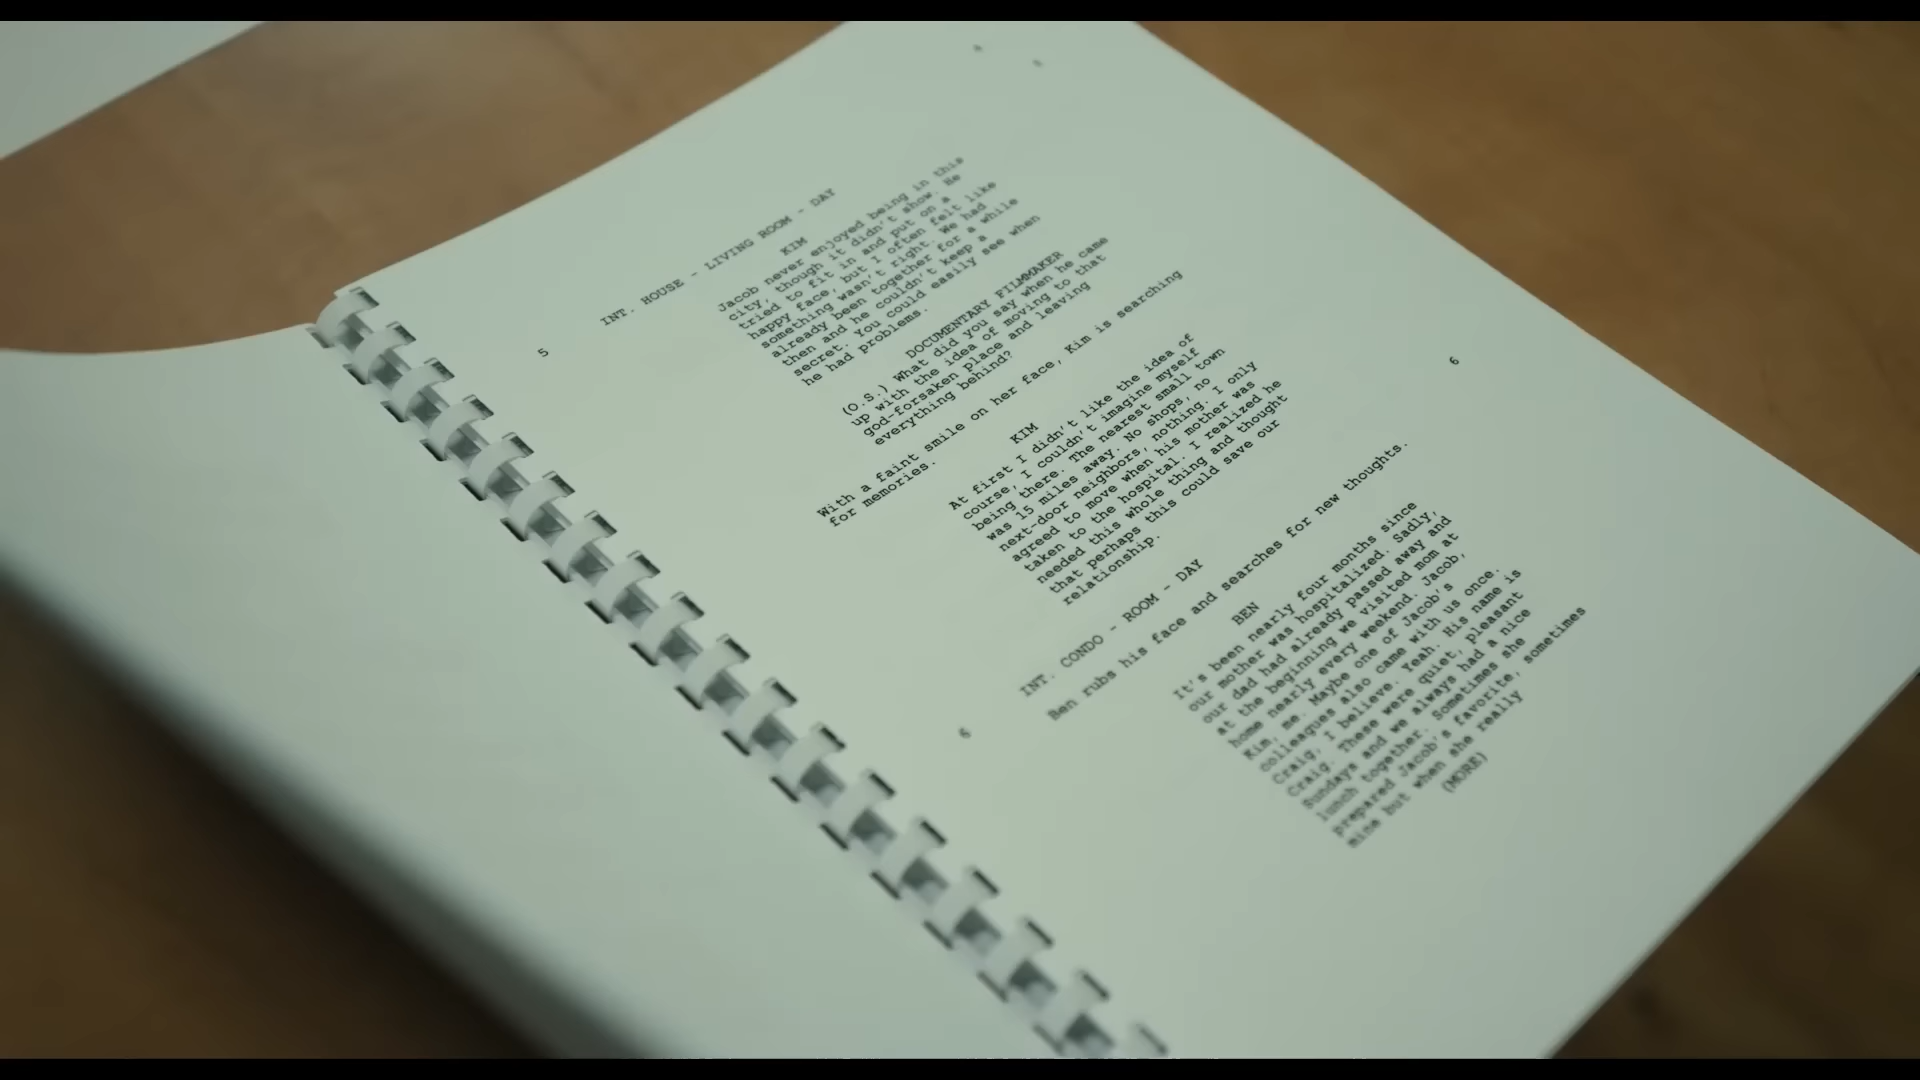 5 INT. HOUSE - LIVING ROOM - DAY
KIM
Jacob never enjoyed being in this
city, though it didn't show. He
tried to fit in and put on a
happy face, but I often felt like
something wasn't right. We had
already been together for a while
then and he couldn't keep a
secret. You could easily see when
he had problems.
DOCUMENTARY FILMMAKER
(O.S.) What did you say when he came
up with the idea of moving to that
god-forsaken place and leaving
everything behind?
With a faint smile on her face, Kim is searching
for memories.
KIM
At first I didn't like the idea of
course, I couldn't imagine myself
being there. The nearest small town
was 15 miles away. No shops, no
next-door neighbors, nothing. I only
agreed to move when his mother was
taken to the hospital. I realized he
needed this whole thing and thought
that perhaps this could save our
relationship.
6 INT. CONDO - ROOM - DAY 6
Ben rubs his face and searches for new thoughts.
BEN
It's been nearly four months since
our mother was hospitalized. Sadly,
our dad had already passed away and
at the beginning we visited mom at
home nearly every weekend. Jacob,
Kim, me. Maybe one of Jacob's
colleagues also came with us once.
Craig, I believe. Yeah. His name is
Craig. These were quiet, pleasant
Sundays and we always had a nice
lunch together. Sometimes she
prepared Jacob's favorite, sometimes
mine but when she really
(MORE)